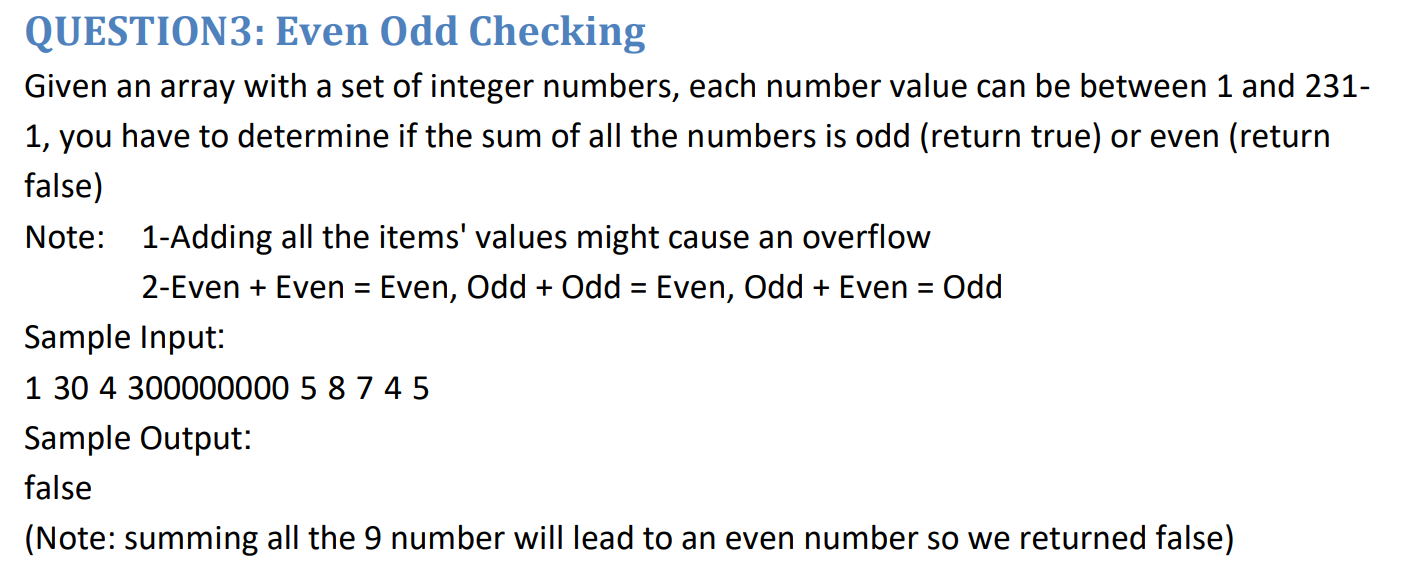 QUESTION3: Even Odd Checking
Given an array with a set of integer numbers, each number value can be between 1 and 231-
1, you have to determine if the sum of all the numbers is odd (return true) or even (return
false)
Note: 1-Adding all the items' values might cause an overflow
2-Even + Even = Even, Odd + Odd = Even, Odd + Even = Odd
Sample Input:
1 30 4 300000000 5 8 7 4 5
Sample Output:
false
(Note: summing all the 9 number will lead to an even number so we returned false)